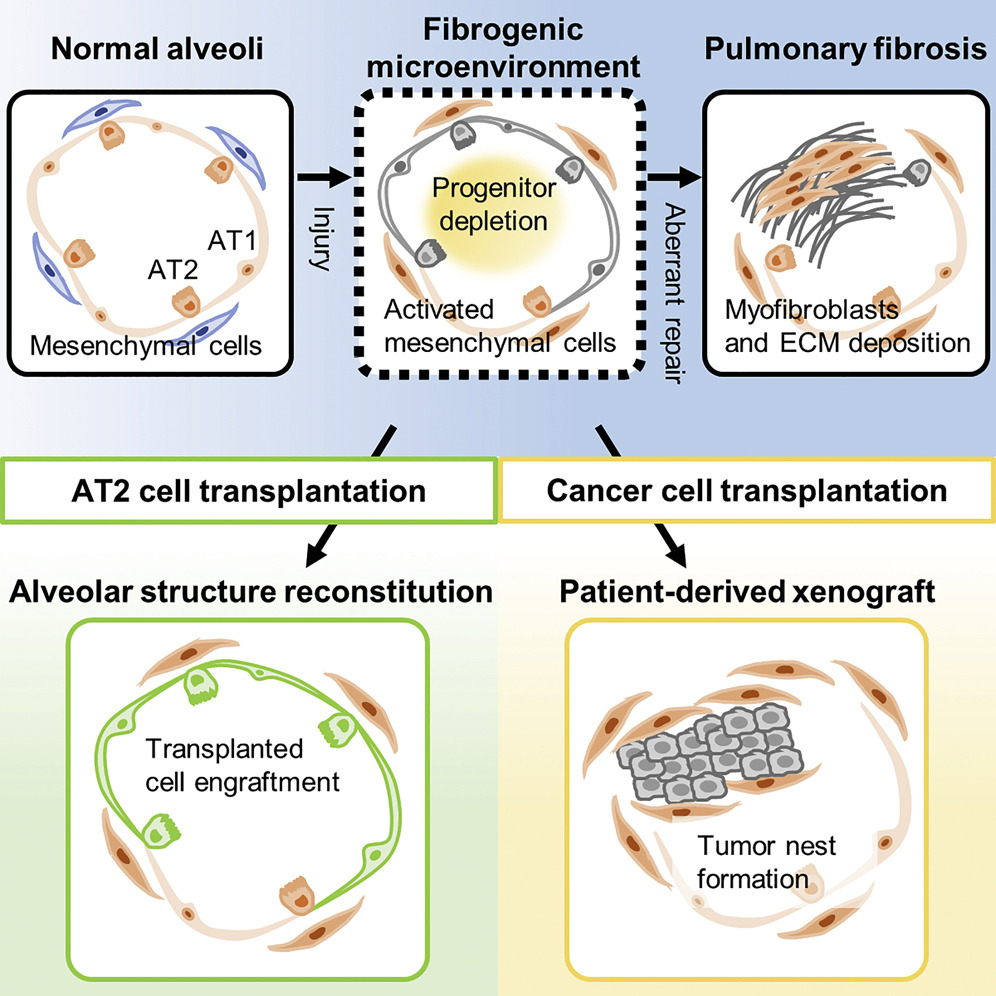 Normal alveoli
Fibrogenic
microenvironment
Pulmonary fibrosis
AT1
AT2
Mesenchymal cells
Injury
Progenitor
depletion
Activated
mesenchymal cells
Aberrant repair
Myofibroblasts
and ECM deposition
AT2 cell transplantation
Cancer cell transplantation
Alveolar structure reconstitution
Patient-derived xenograft
Transplanted
cell engraftment
Tumor nest
formation